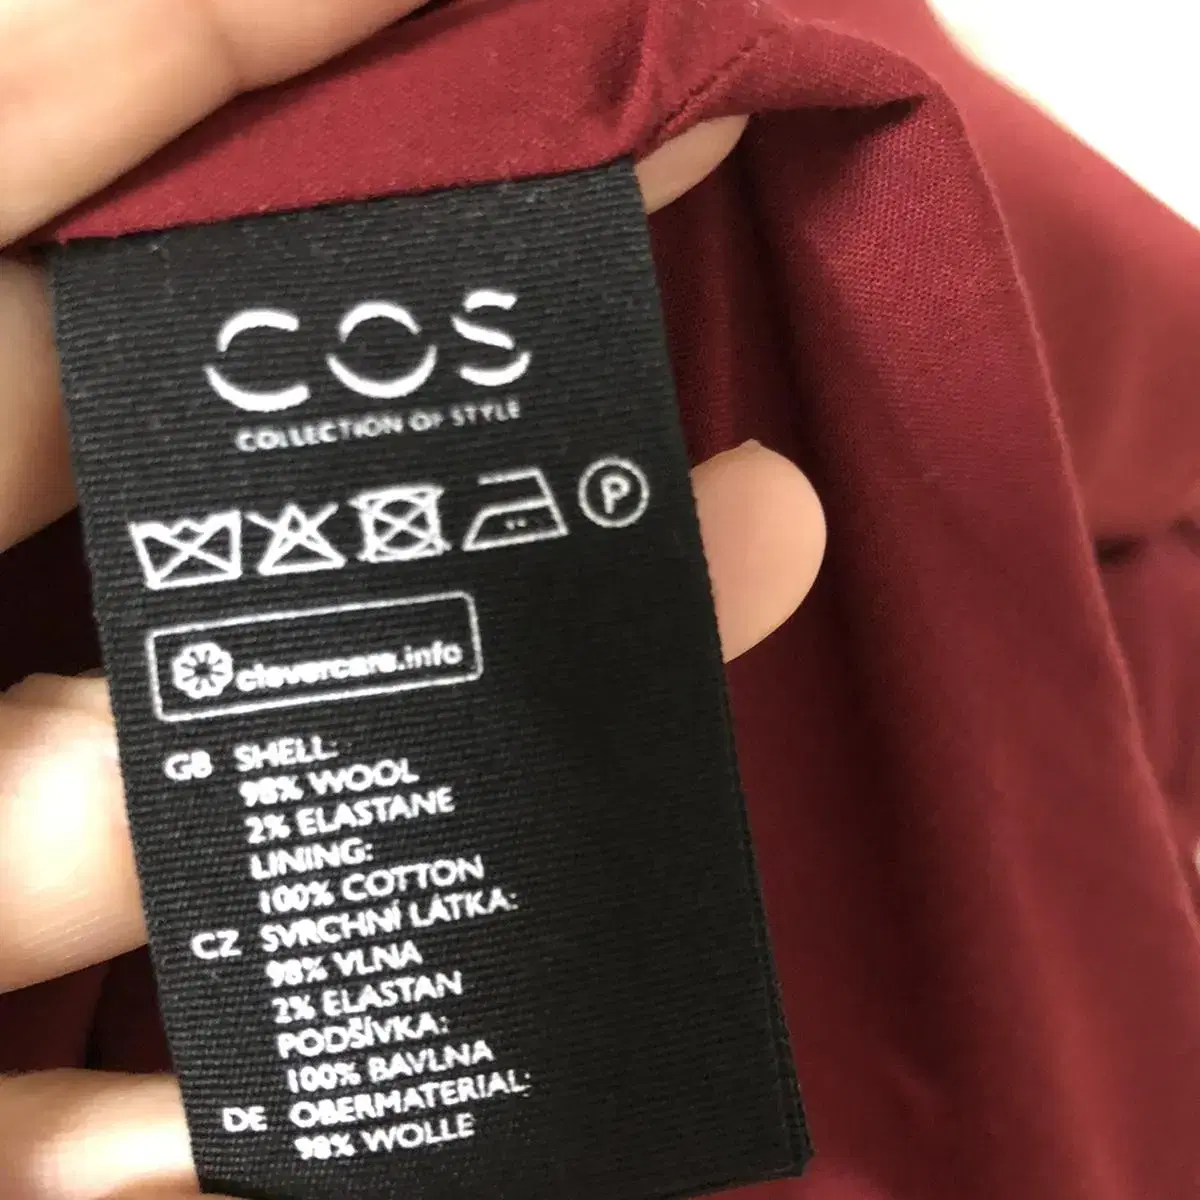 COS
COLLECTION OF STYLE
P
clevercare.info
GB SHELL:
98% WOOL
2% ELASTANE
LINING:
100% COTTON
CZ SVRCHNÍ LÁTKA:
98% VLNA
2% ELASTAN
PODŠÍVKA:
100% BAVLNA
DE OBERMATERIAL:
98% WOLLE